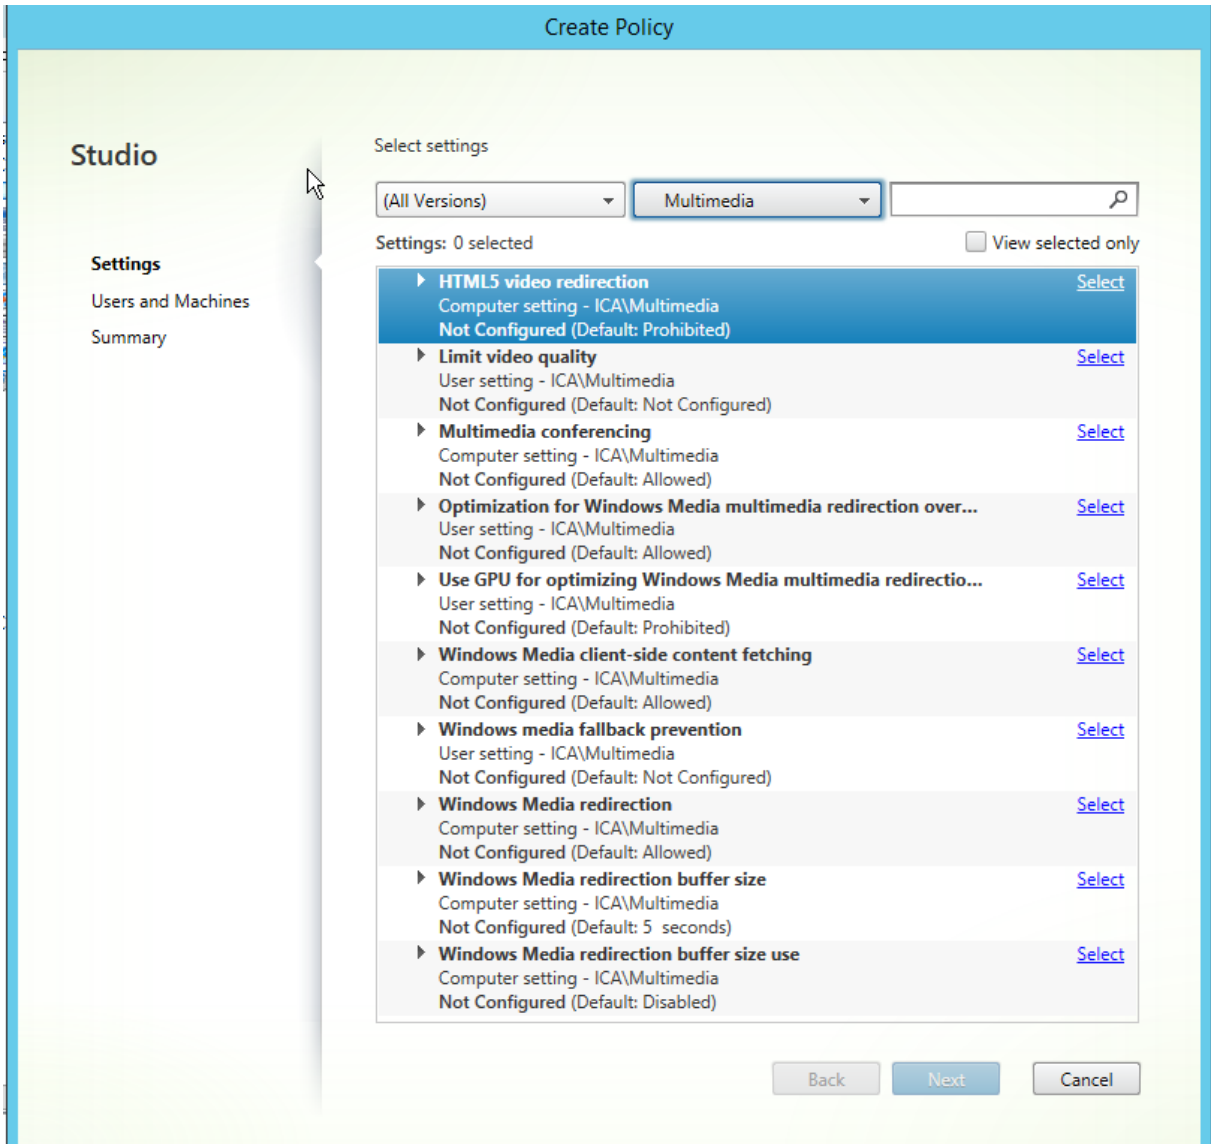 Create Policy
Studio
Settings
Users and Machines
Summary
Select settings
(All Versions) Multimedia
Settings: 0 selected View selected only
HTML5 video redirection Select
Computer setting - ICA\Multimedia
Not Configured (Default: Prohibited)
Limit video quality Select
User setting - ICA\Multimedia
Not Configured (Default: Not Configured)
Multimedia conferencing Select
Computer setting - ICA\Multimedia
Not Configured (Default: Allowed)
Optimization for Windows Media multimedia redirection over... Select
User setting - ICA\Multimedia
Not Configured (Default: Allowed)
Use GPU for optimizing Windows Media multimedia redirectio... Select
User setting - ICA\Multimedia
Not Configured (Default: Prohibited)
Windows Media client-side content fetching Select
Computer setting - ICA\Multimedia
Not Configured (Default: Allowed)
Windows media fallback prevention Select
User setting - ICA\Multimedia
Not Configured (Default: Not Configured)
Windows Media redirection Select
Computer setting - ICA\Multimedia
Not Configured (Default: Allowed)
Windows Media redirection buffer size Select
Computer setting - ICA\Multimedia
Not Configured (Default: 5  seconds)
Windows Media redirection buffer size use Select
Computer setting - ICA\Multimedia
Not Configured (Default: Disabled)
Back Next Cancel